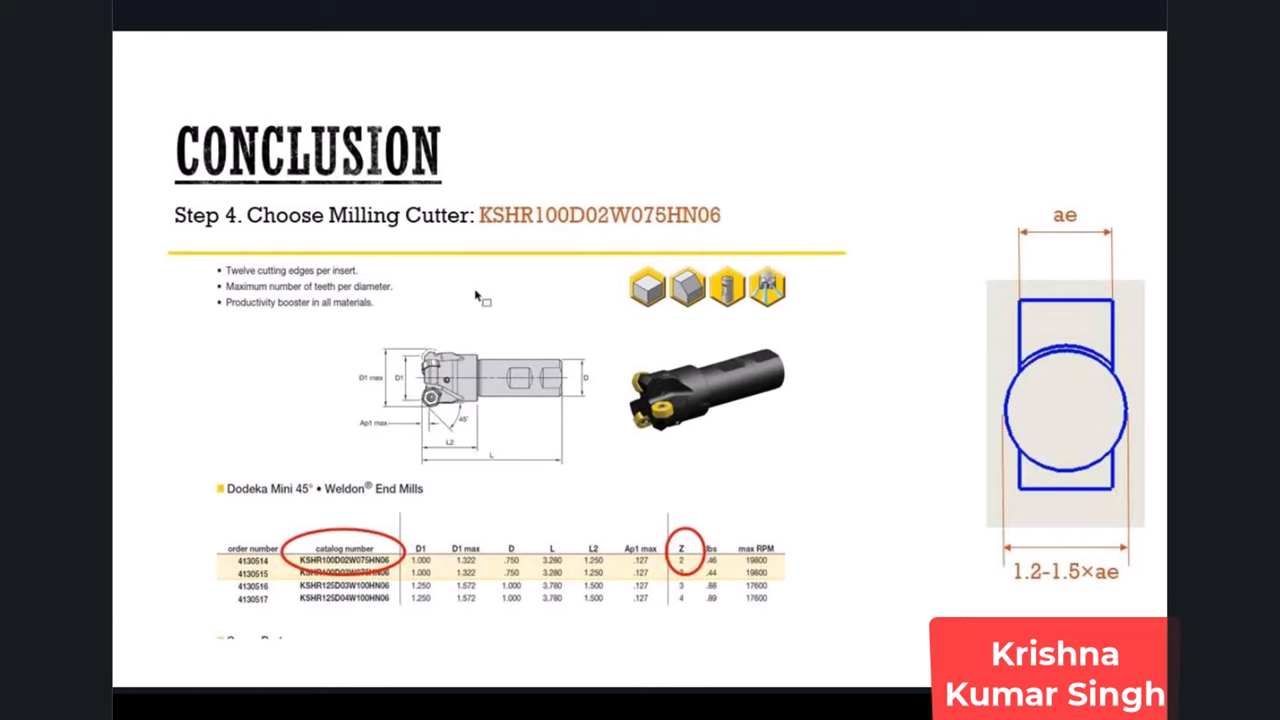 CONCLUSION
Step 4. Choose Milling Cutter: KSHR100D02W075HN06
ae
• Twelve cutting edges per insert.
• Maximum number of teeth per diameter.
• Productivity booster in all materials.
D1 max
D1
D
45°
Ap1 max
L2
L
Dodeka Mini 45° • Weldon® End Mills
order number catalog number D1 D1 max D L L2 Ap1 max Z lbs max RPM
4130514 KSHR100D02W075HN06 1.000 1.322 .750 3.280 1.250 .127 2 .46 19800
4130515 1.000 1.322 .750 3.280 1.250 .127 .44 19800
4130516 KSHR125D03W100HN06 1.250 1.572 1.000 3.780 1.500 .127 3 .88 17600
4130517 KSHR125D04W100HN06 1.250 1.572 1.000 3.780 1.500 .127 4 .89 17600
1.2-1.5×ae
Krishna
Kumar Singh